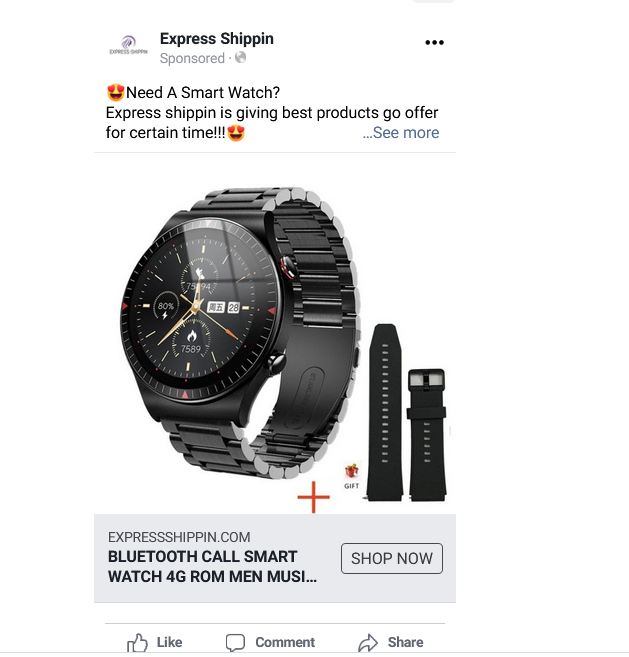 Express Shippin
EXPRESS SHIPPIN
Sponsored ·
😍Need A Smart Watch?
Express shippin is giving best products go offer
for certain time!!!😍 ...See more
75294
80%
周五 28
7589
GIFT
EXPRESSSHIPPIN.COM
BLUETOOTH CALL SMART
WATCH 4G ROM MEN MUSI...
SHOP NOW
Like Comment Share